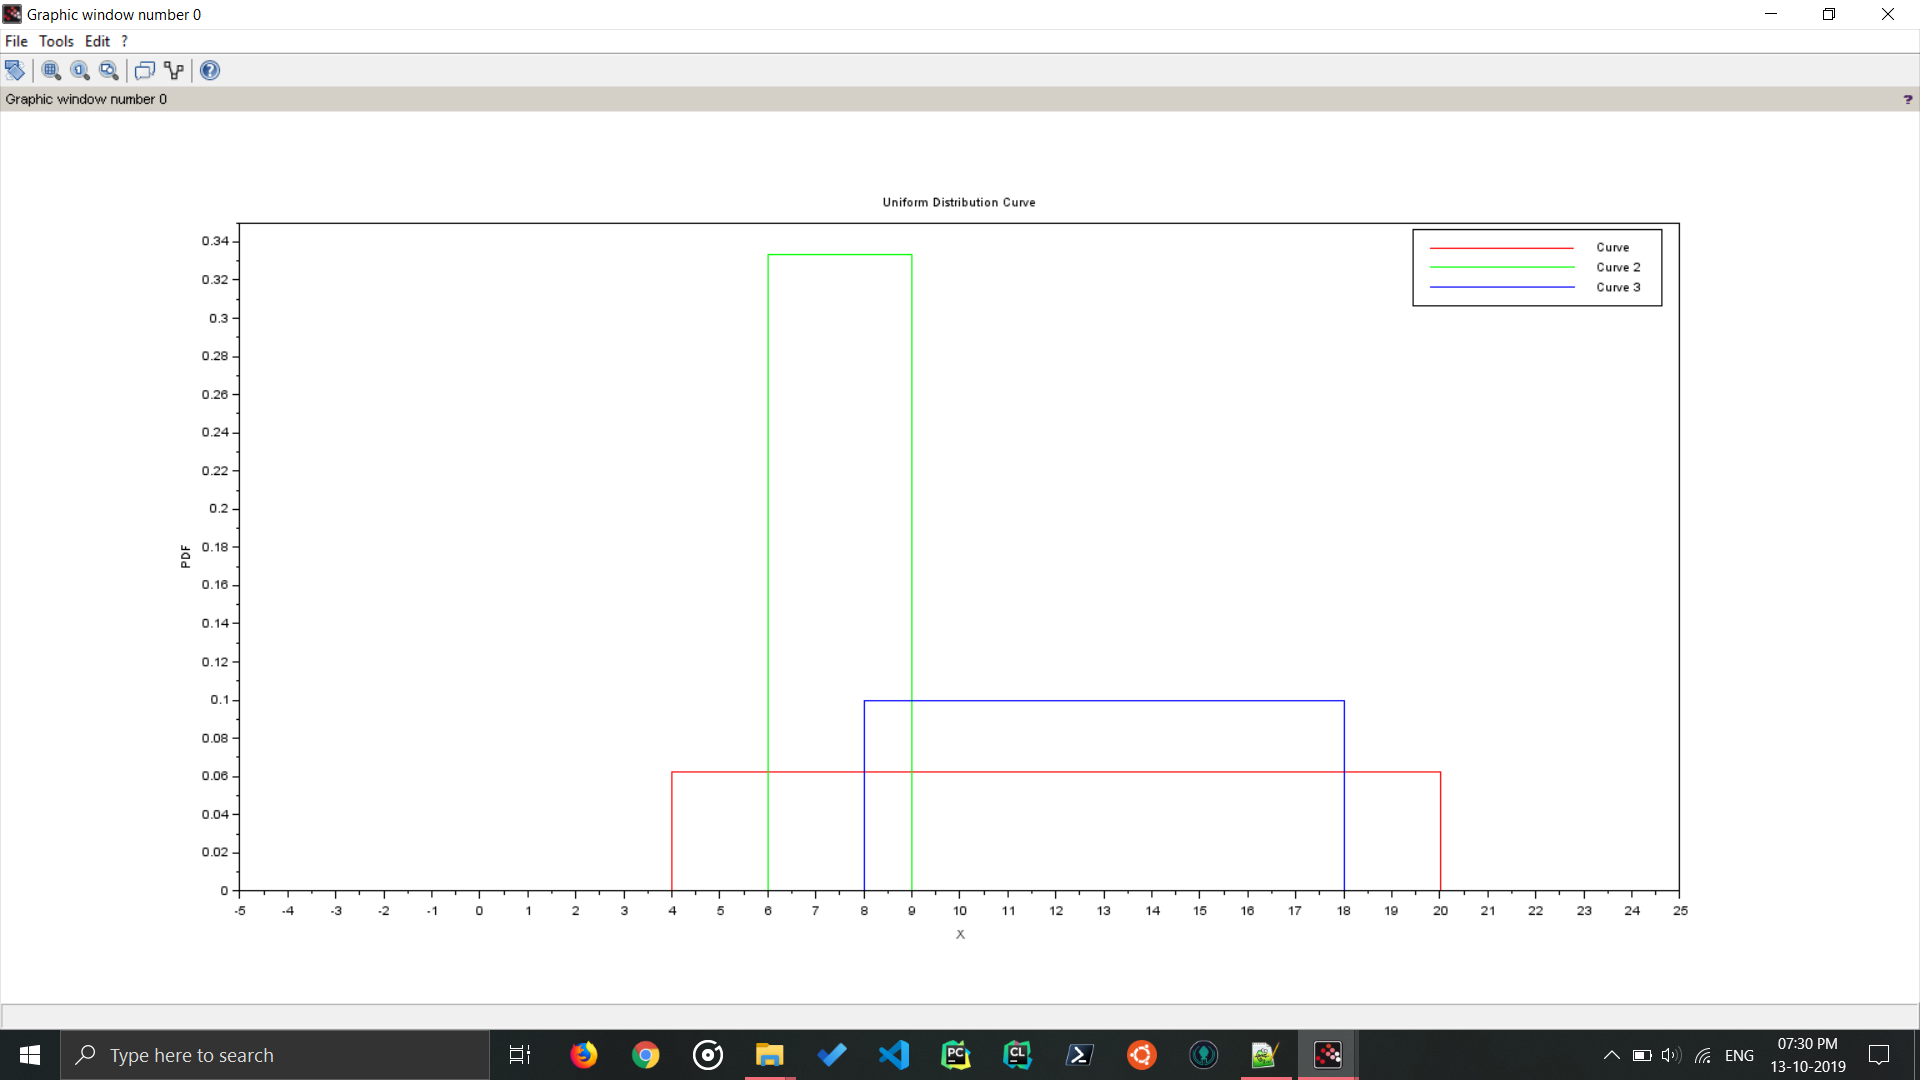 Graphic window number 0
File Tools Edit ?
Graphic window number 0 ?
Uniform Distribution Curve
Curve
Curve 2
Curve 3
0.34
0.32
0.3
0.28
0.26
0.24
0.22
0.2
0.18
0.16
0.14
0.12
0.1
0.08
0.06
0.04
0.02
0
PDF
-5 -4 -3 -2 -1 0 1 2 3 4 5 6 7 8 9 10 11 12 13 14 15 16 17 18 19 20 21 22 23 24 25
X
Type here to search
PC
CL
ENG
07:30 PM
13-10-2019